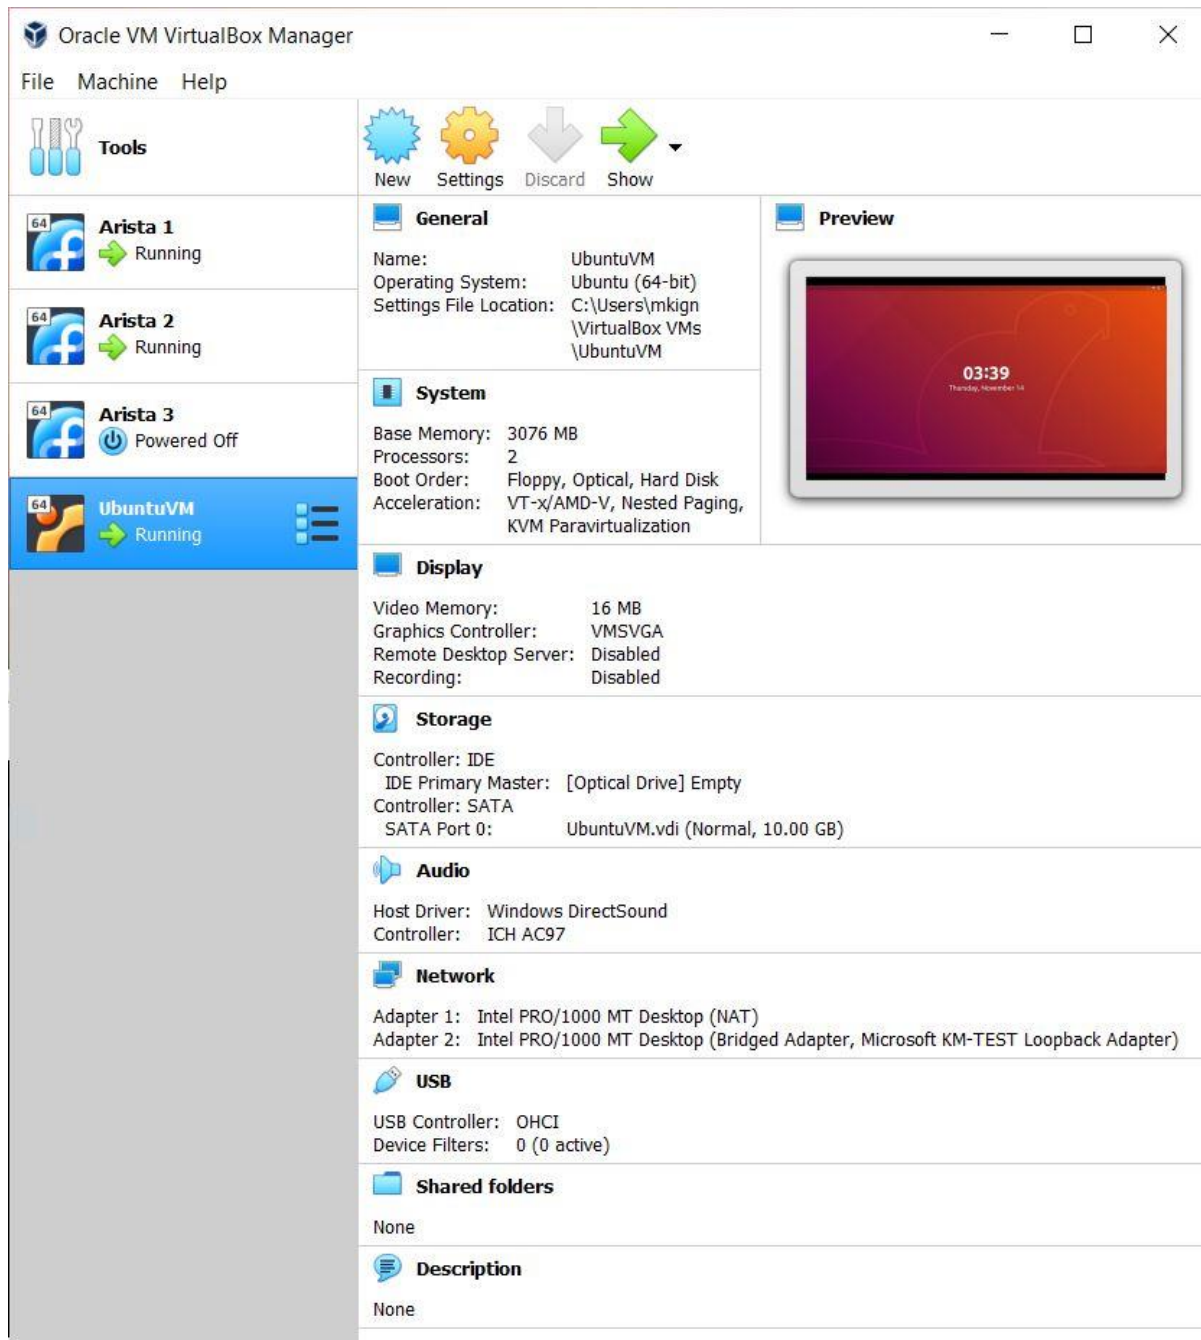 Oracle VM VirtualBox Manager
File Machine Help
Tools
New Settings Discard Show
64
Arista 1
Running
64
Arista 2
Running
64
Arista 3
Powered Off
64
UbuntuVM
Running
General
Name: UbuntuVM
Operating System: Ubuntu (64-bit)
Settings File Location: C:\Users\mkign
\VirtualBox VMs
\UbuntuVM
Preview
03:39
Thursday, November 14
System
Base Memory: 3076 MB
Processors: 2
Boot Order: Floppy, Optical, Hard Disk
Acceleration: VT-x/AMD-V, Nested Paging,
KVM Paravirtualization
Display
Video Memory: 16 MB
Graphics Controller: VMSVGA
Remote Desktop Server: Disabled
Recording: Disabled
Storage
Controller: IDE
IDE Primary Master: [Optical Drive] Empty
Controller: SATA
SATA Port 0: UbuntuVM.vdi (Normal, 10.00 GB)
Audio
Host Driver: Windows DirectSound
Controller: ICH AC97
Network
Adapter 1: Intel PRO/1000 MT Desktop (NAT)
Adapter 2: Intel PRO/1000 MT Desktop (Bridged Adapter, Microsoft KM-TEST Loopback Adapter)
USB
USB Controller: OHCI
Device Filters: 0 (0 active)
Shared folders
None
Description
None